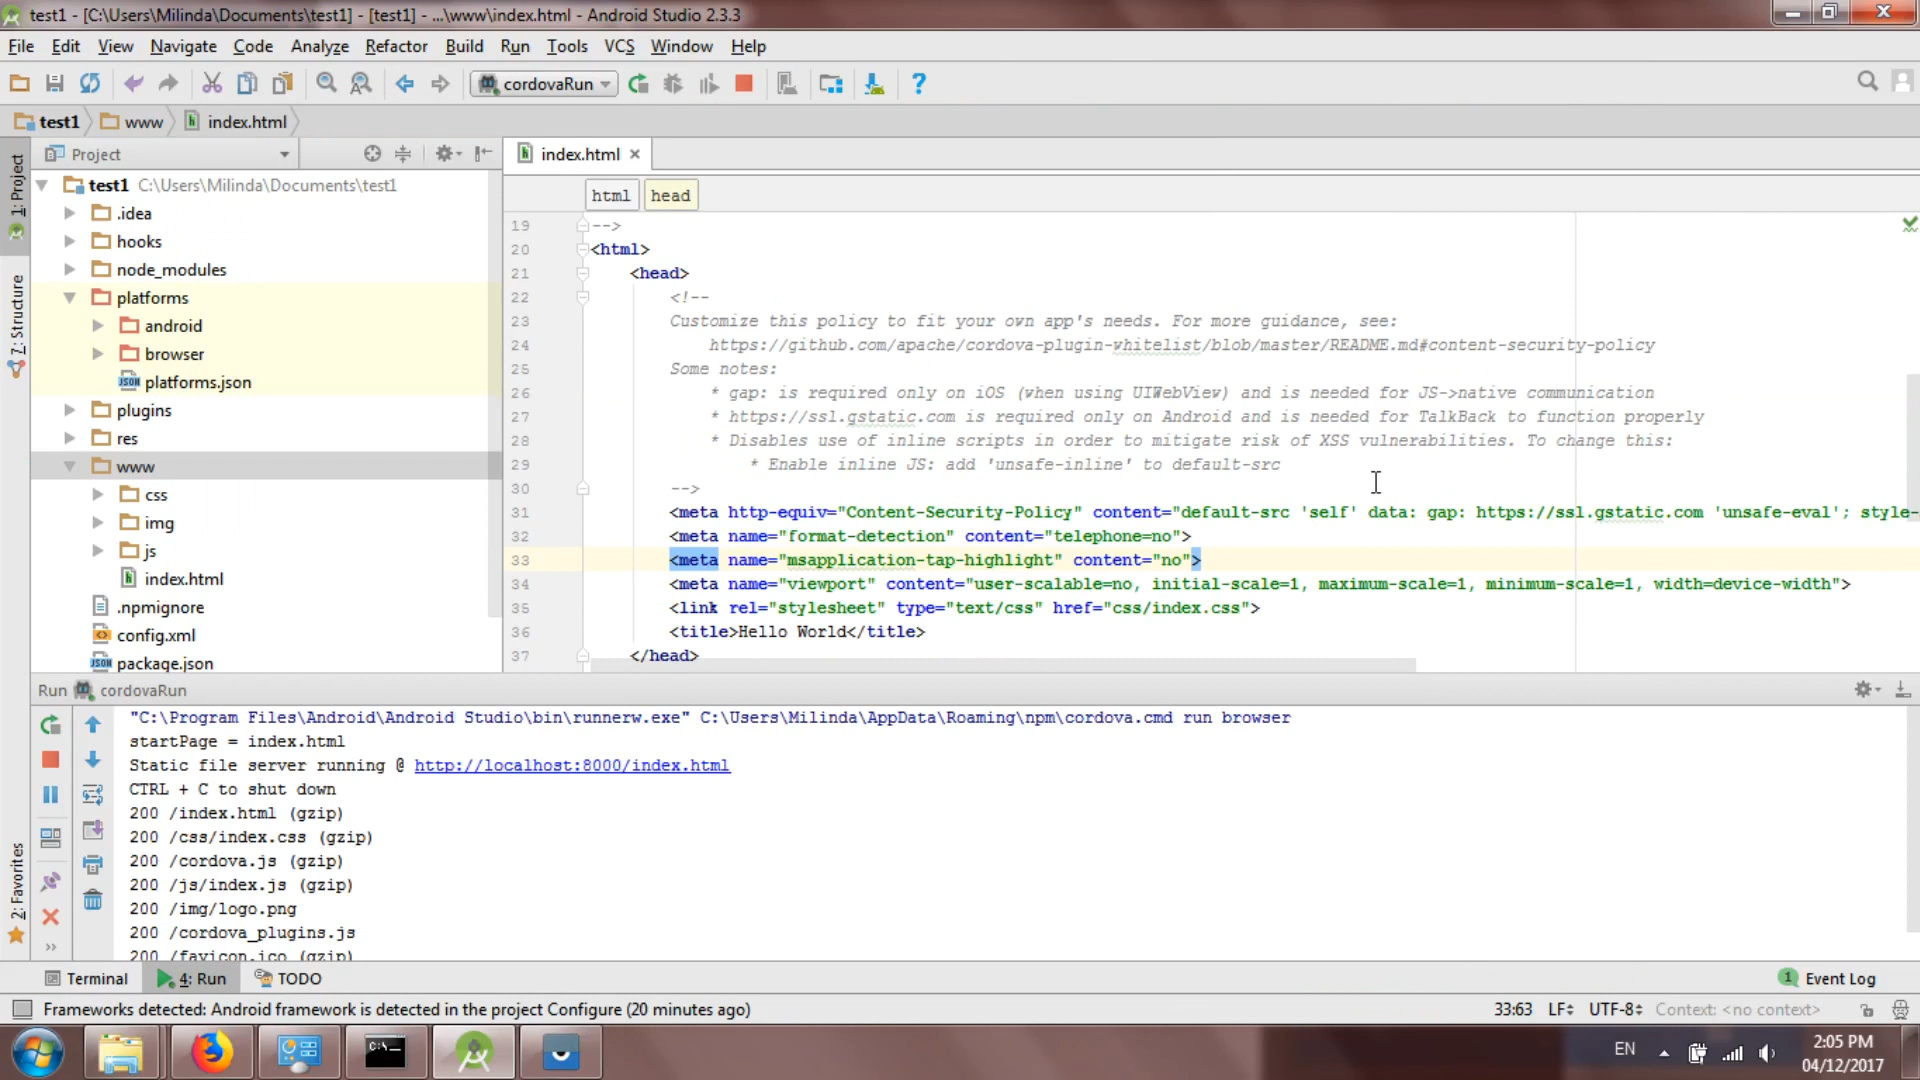 test1 - [C:\Users\Milinda\Documents\test1] - [test1] - ...\www\index.html - Android Studio 2.3.3
File Edit View Navigate Code Analyze Refactor Build Run Tools VCS Window Help
cordovaRun
test1 www index.html
Project
index.html
1: Project
7: Structure
2: Favorites
test1 C:\Users\Milinda\Documents\test1
.idea
hooks
node_modules
platforms
android
browser
platforms.json
plugins
res
www
css
img
js
index.html
.npmignore
config.xml
package.json
html head
19 -->
20 <html>
21 <head>
22 <!--
23 Customize this policy to fit your own app's needs. For more guidance, see:
24 https://github.com/apache/cordova-plugin-whitelist/blob/master/README.md#content-security-policy
25 Some notes:
26 * gap: is required only on iOS (when using UIWebView) and is needed for JS->native communication
27 * https://ssl.gstatic.com is required only on Android and is needed for TalkBack to function properly
28 * Disables use of inline scripts in order to mitigate risk of XSS vulnerabilities. To change this:
29 * Enable inline JS: add 'unsafe-inline' to default-src
30 -->
31 <meta http-equiv="Content-Security-Policy" content="default-src 'self' data: gap: https://ssl.gstatic.com 'unsafe-eval'; style-
32 <meta name="format-detection" content="telephone=no">
33 <meta name="msapplication-tap-highlight" content="no">
34 <meta name="viewport" content="user-scalable=no, initial-scale=1, maximum-scale=1, minimum-scale=1, width=device-width">
35 <link rel="stylesheet" type="text/css" href="css/index.css">
36 <title>Hello World</title>
37 </head>
Run cordovaRun
"C:\Program Files\Android\Android Studio\bin\runnerw.exe" C:\Users\Milinda\AppData\Roaming\npm\cordova.cmd run browser
startPage = index.html
Static file server running @ http://localhost:8000/index.html
CTRL + C to shut down
200 /index.html (gzip)
200 /css/index.css (gzip)
200 /cordova.js (gzip)
200 /js/index.js (gzip)
200 /img/logo.png
200 /cordova_plugins.js
200 /favicon.ico (gzip)
Terminal 4: Run TODO 1 Event Log
Frameworks detected: Android framework is detected in the project Configure (20 minutes ago) 33:63 LF UTF-8 Context: <no context>
EN 2:05 PM
04/12/2017